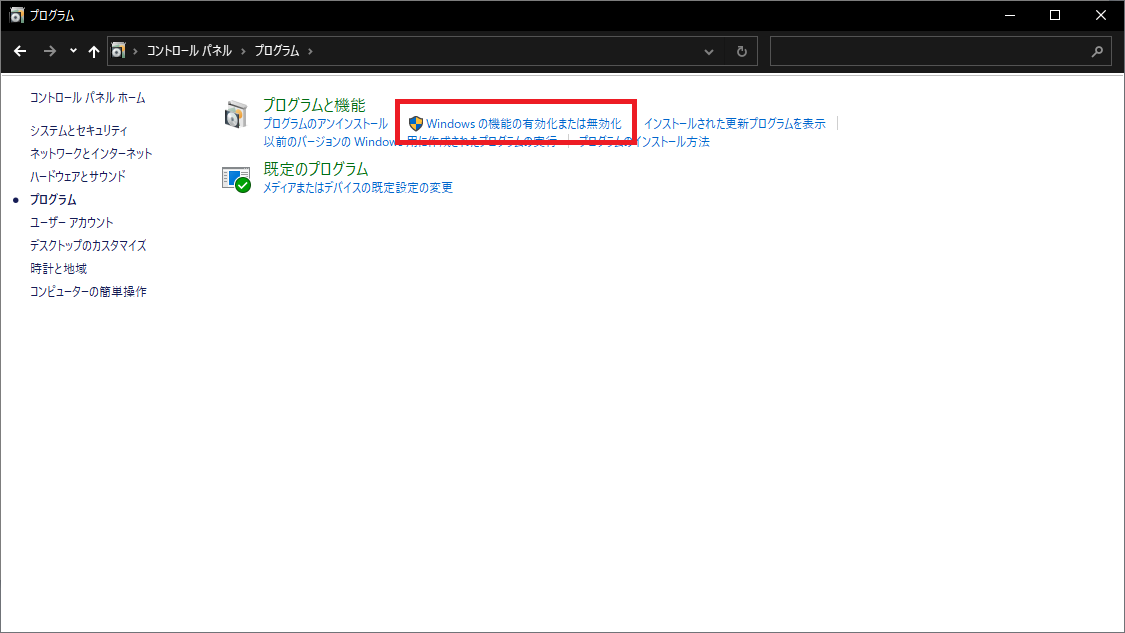 プログラム
コントロール パネル > プログラム >
コントロール パネル ホーム
システムとセキュリティ
ネットワークとインターネット
ハードウェアとサウンド
プログラム
ユーザー アカウント
デスクトップのカスタマイズ
時計と地域
コンピューターの簡単操作
プログラムと機能
プログラムのアンインストール Windows の機能の有効化または無効化 インストールされた更新プログラムを表示
以前のバージョンの Windows 用に作成されたプログラムの実行 プログラムのインストール方法
既定のプログラム
メディアまたはデバイスの既定設定の変更